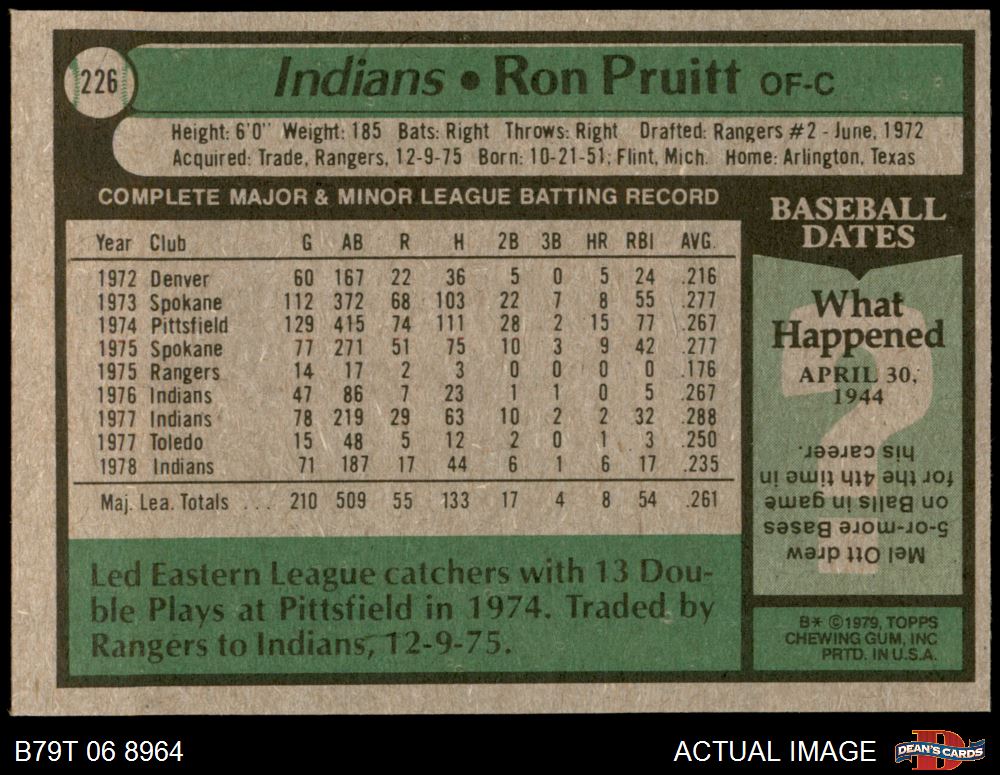 226
Indians • Ron Pruitt OF-C
Height: 6'0" Weight: 185 Bats: Right Throws: Right Drafted: Rangers #2 - June, 1972
Acquired: Trade, Rangers, 12-9-75 Born: 10-21-51, Flint, Mich. Home: Arlington, Texas
COMPLETE MAJOR & MINOR LEAGUE BATTING RECORD
Year Club G AB R H 2B 3B HR RBI AVG.
1972 Denver 60 167 22 36 5 0 5 24 .216
1973 Spokane 112 372 68 103 22 7 8 55 .277
1974 Pittsfield 129 415 74 111 28 2 15 77 .267
1975 Spokane 77 271 51 75 10 3 9 42 .277
1975 Rangers 14 17 2 3 0 0 0 0 .176
1976 Indians 47 86 7 23 1 1 0 5 .267
1977 Indians 78 219 29 63 10 2 2 32 .288
1977 Toledo 15 48 5 12 2 0 1 3 .250
1978 Indians 71 187 17 44 6 1 6 17 .235
Maj. Lea. Totals ... 210 509 55 133 17 4 8 54 .261
Led Eastern League catchers with 13 Dou-
ble Plays at Pittsfield in 1974. Traded by
Rangers to Indians, 12-9-75.
BASEBALL
DATES
What
Happened
APRIL 30,
1944
Mel Ott drew
5-or-more Bases
on Balls in game
for the 4th time in
his career.
B* ©1979, TOPPS
CHEWING GUM, INC
PRTD. IN U.S.A.
B79T 06 8964
ACTUAL IMAGE
D
DEAN'S CARDS